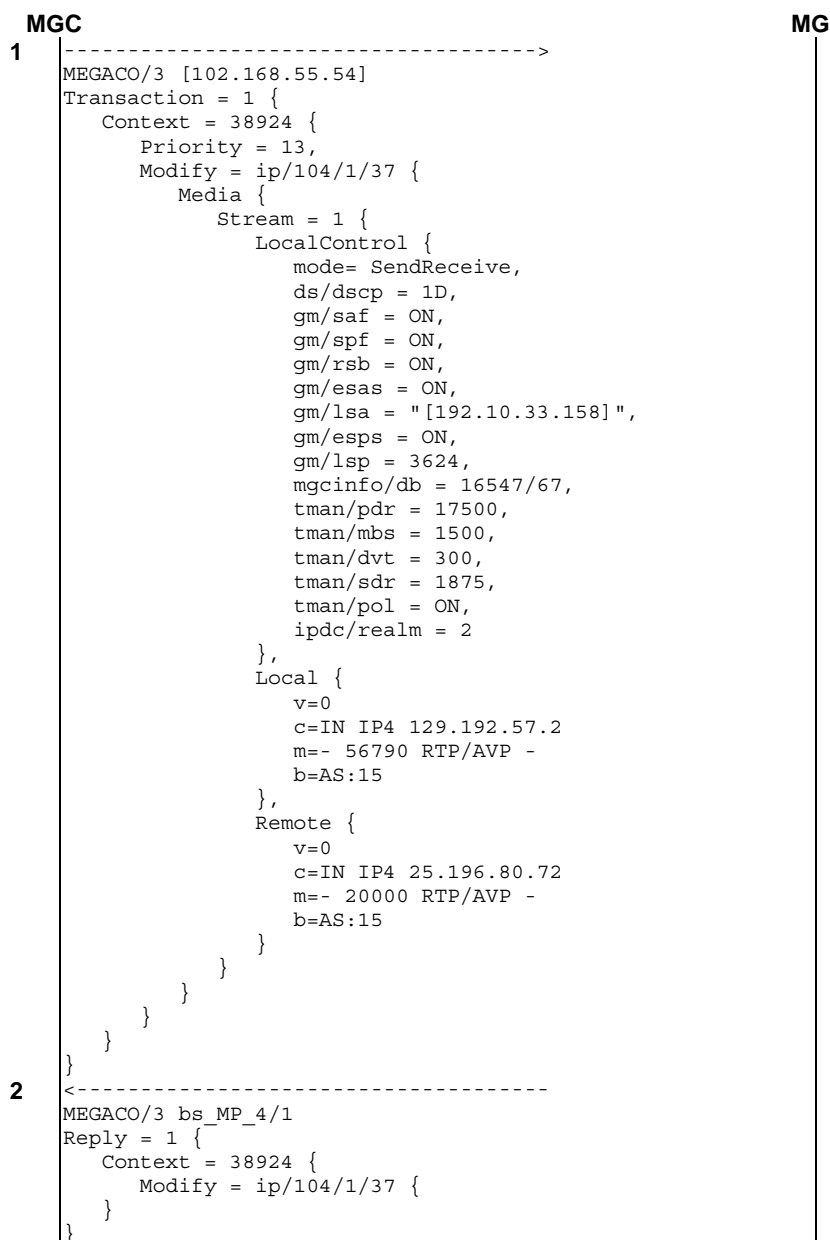 MGC MG
1 ------------------------------------->
MEGACO/3 [102.168.55.54]
Transaction = 1 {
   Context = 38924 {
      Priority = 13,
      Modify = ip/104/1/37 {
         Media {
            Stream = 1 {
               LocalControl {
                  mode= SendReceive,
                  ds/dscp = 1D,
                  gm/saf = ON,
                  gm/spf = ON,
                  gm/rsb = ON,
                  gm/esas = ON,
                  gm/lsa = "[192.10.33.158]",
                  gm/esps = ON,
                  gm/lsp = 3624,
                  mgcinfo/db = 16547/67,
                  tman/pdr = 17500,
                  tman/mbs = 1500,
                  tman/dvt = 300,
                  tman/sdr = 1875,
                  tman/pol = ON,
                  ipdc/realm = 2
               },
               Local {
                  v=0
                  c=IN IP4 129.192.57.2
                  m=- 56790 RTP/AVP -
                  b=AS:15
               },
               Remote {
                  v=0
                  c=IN IP4 25.196.80.72
                  m=- 20000 RTP/AVP -
                  b=AS:15
               }
            }
         }
      }
   }
}
2 <-------------------------------------
MEGACO/3 bs_MP_4/1
Reply = 1 {
   Context = 38924 {
      Modify = ip/104/1/37 {
   }
}